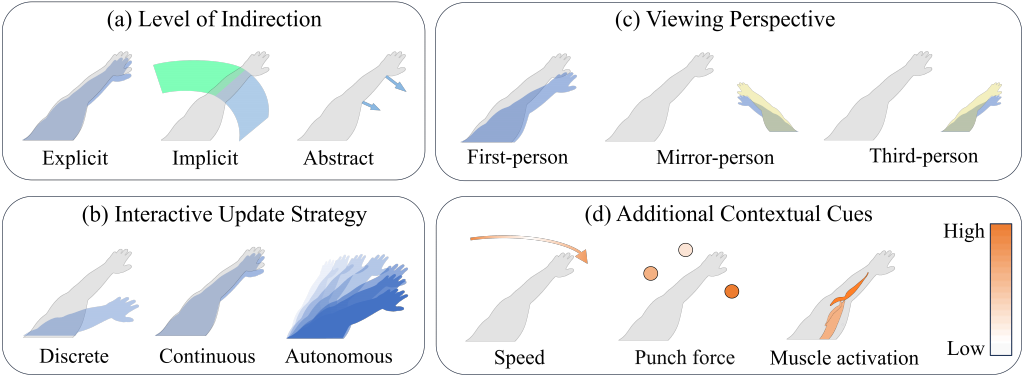 (a) Level of Indirection
Explicit
Implicit
Abstract
(b) Interactive Update Strategy
Discrete
Continuous
Autonomous
(c) Viewing Perspective
First-person
Mirror-person
Third-person
(d) Additional Contextual Cues
High
Low
Speed
Punch force
Muscle activation